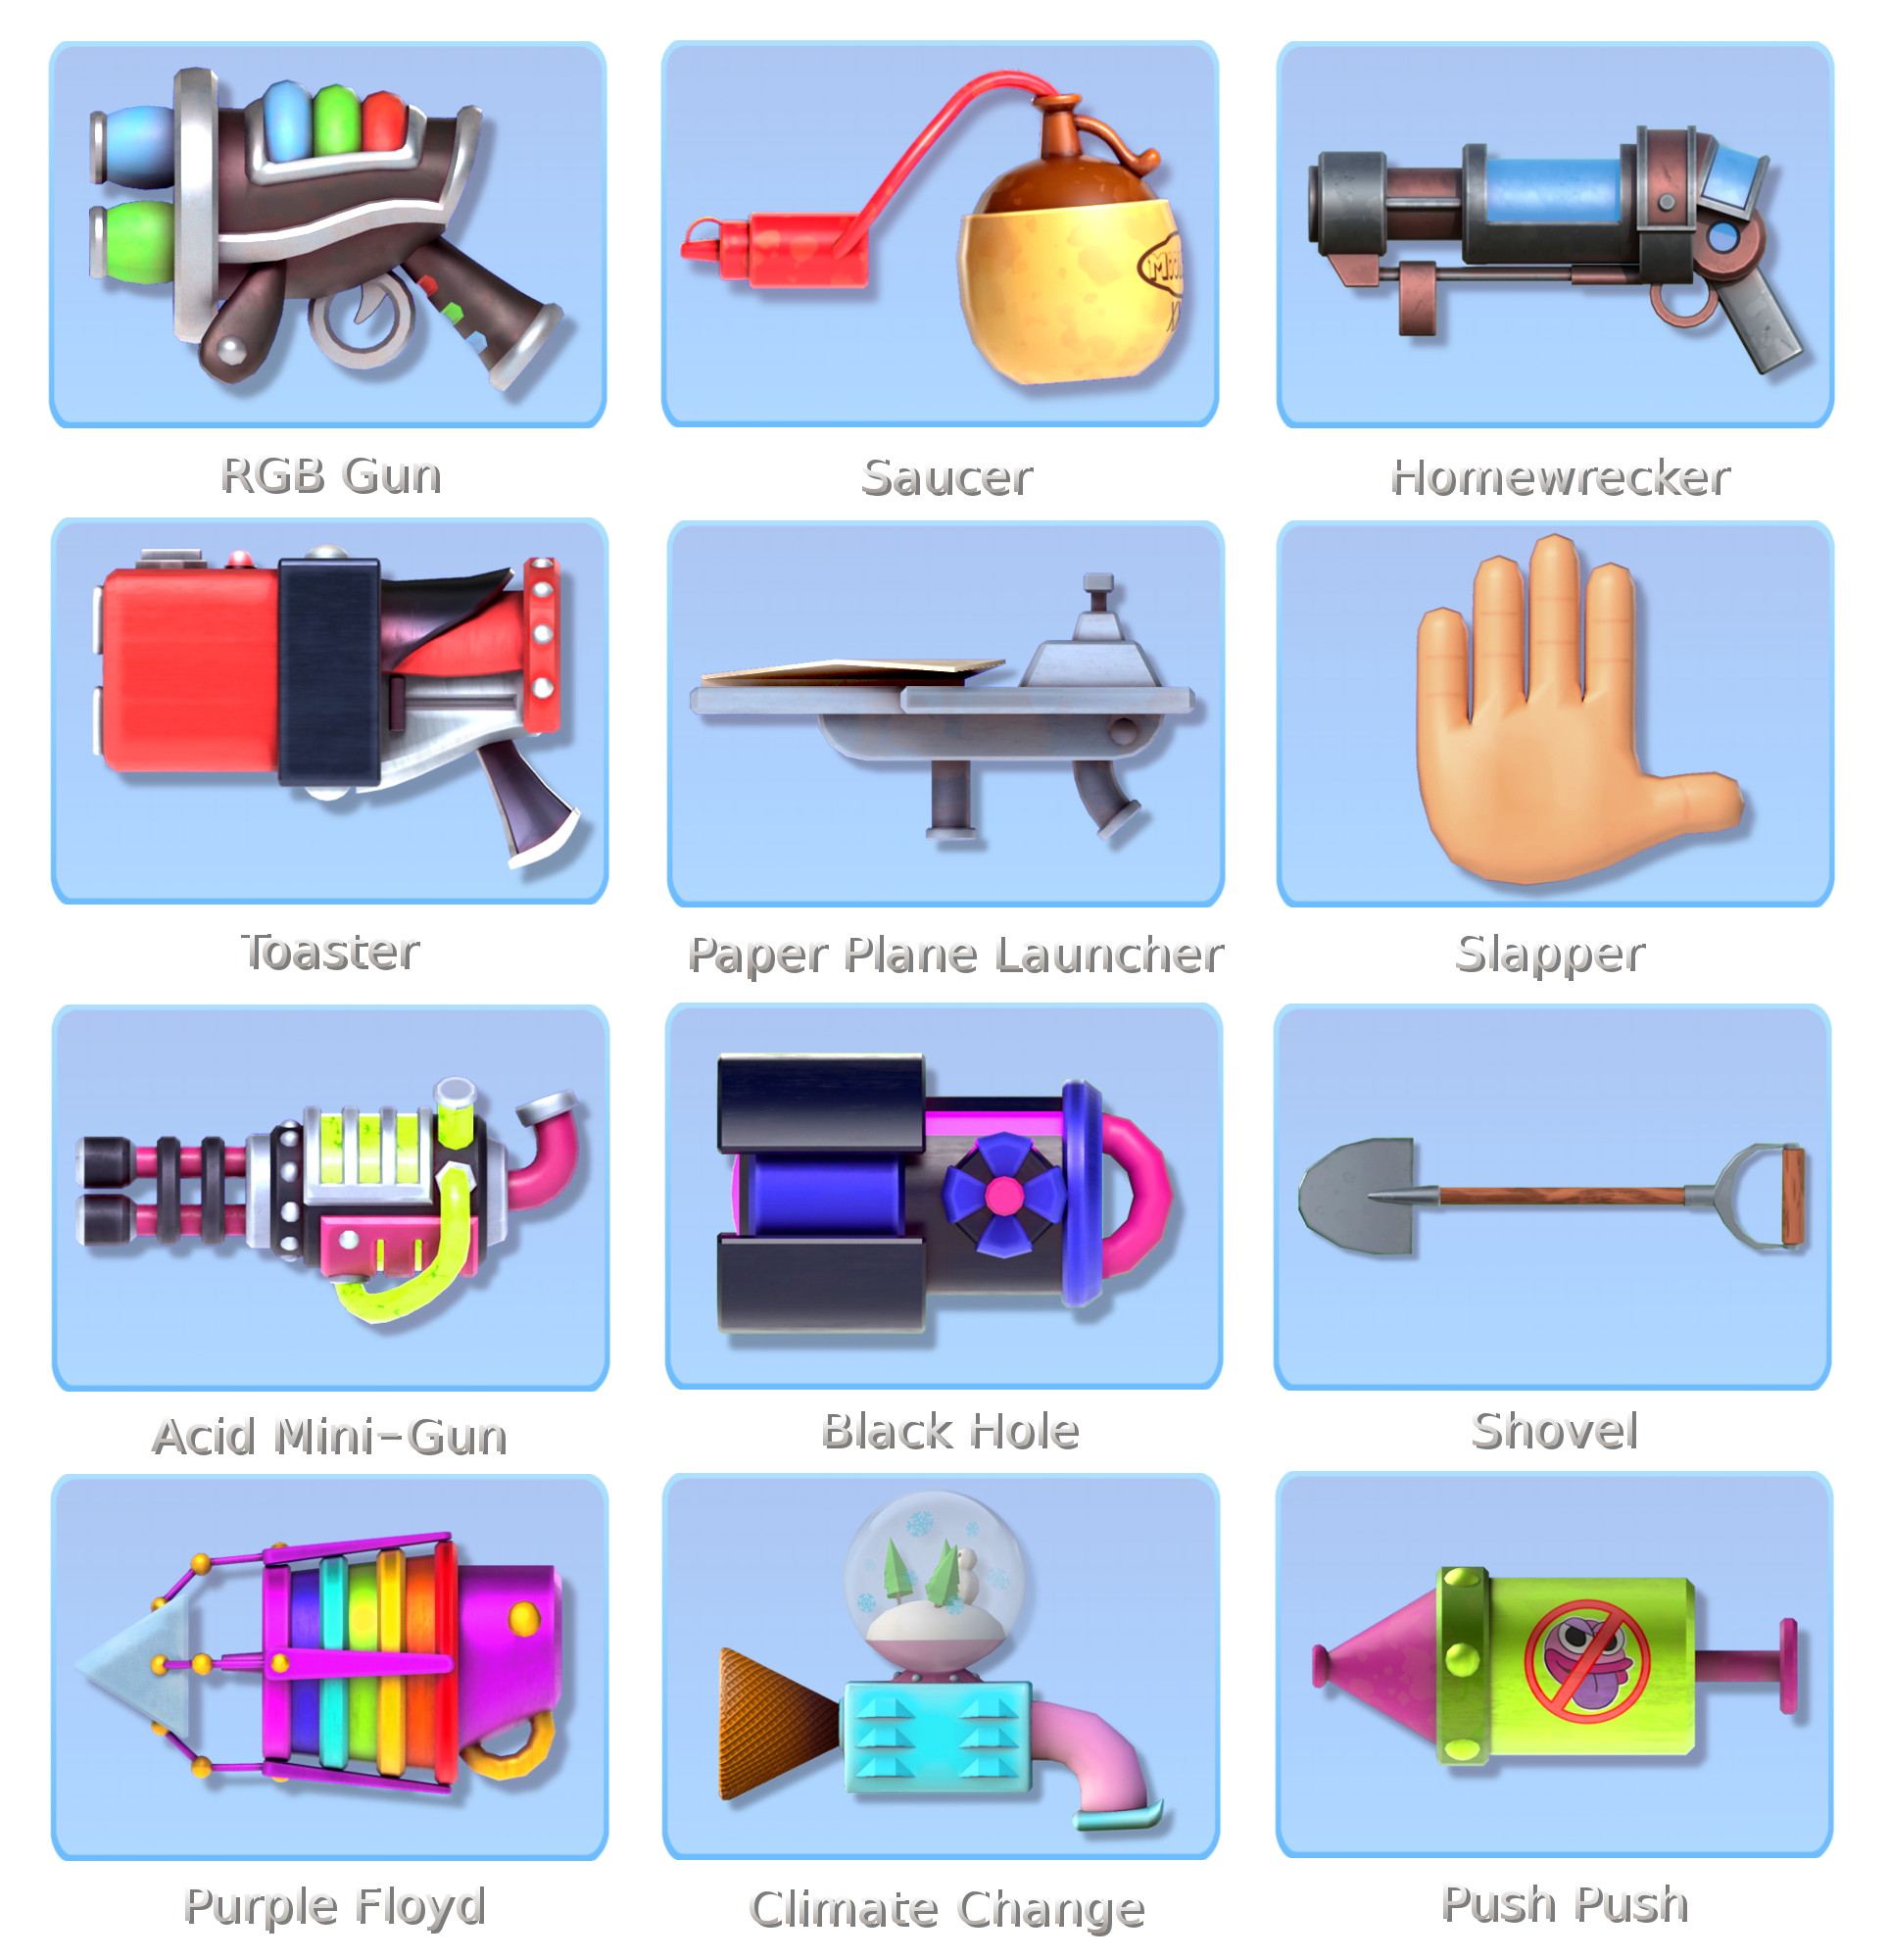 RGB Gun
Saucer
Homewrecker
Toaster
Paper Plane Launcher
Slapper
Acid Mini-Gun
Black Hole
Shovel
Purple Floyd
Climate Change
Push Push